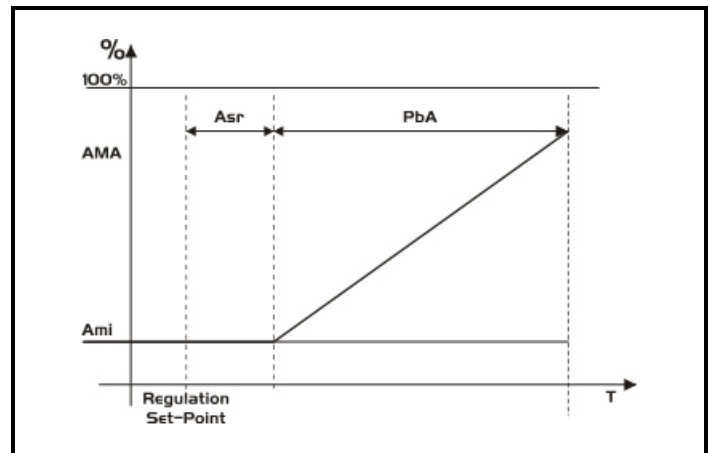 %
100%
Asr
PbA
AMA
Ami
T
Regulation
Set-Point